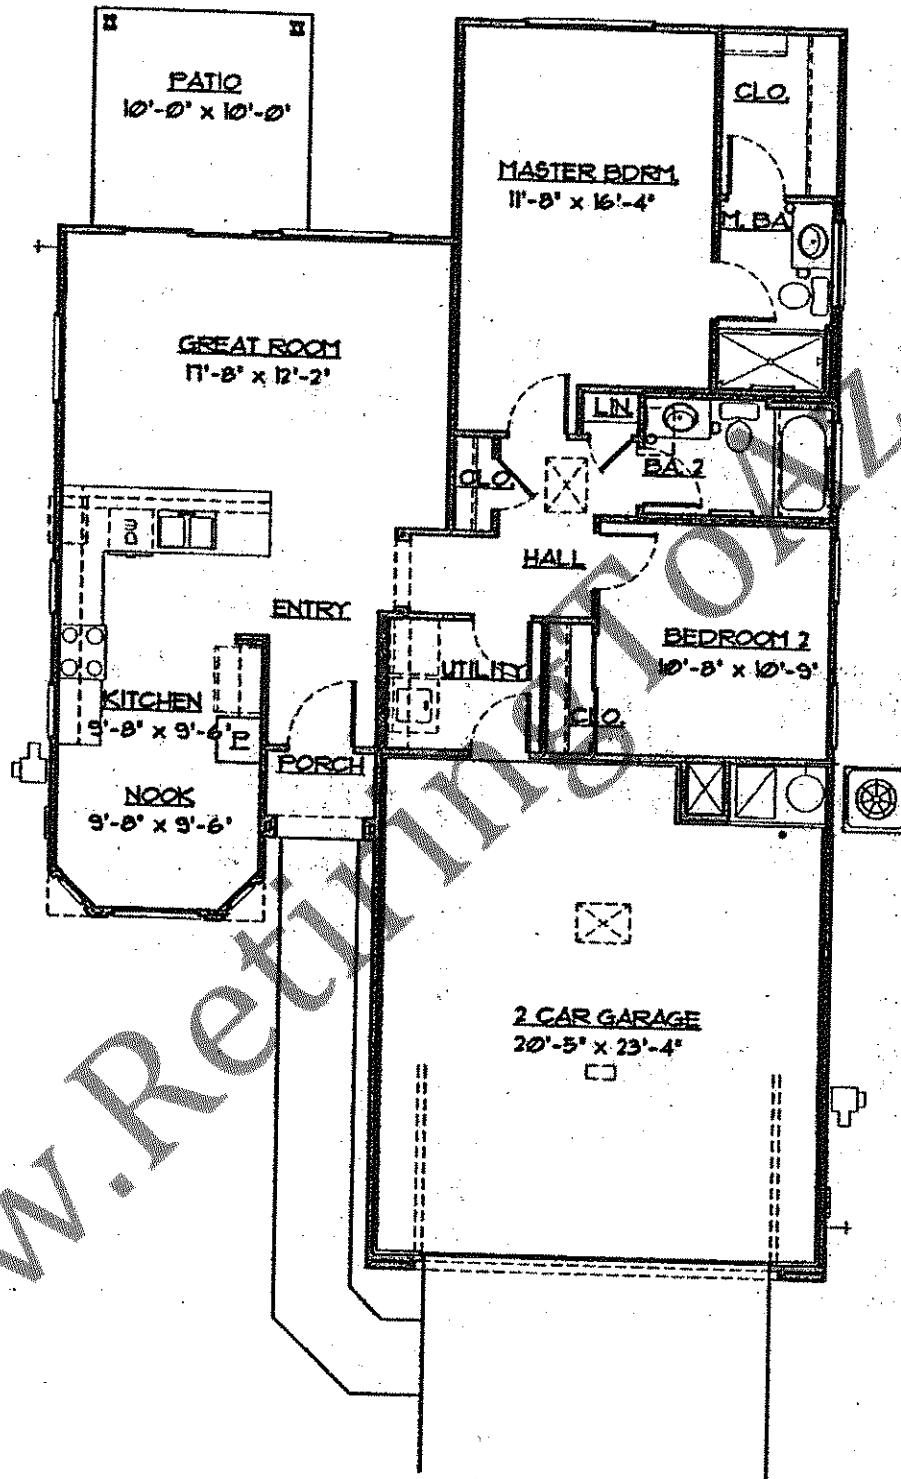 PATIO
10'-0" x 10'-0"
CLO.
MASTER BDRM.
11'-8" x 16'-4"
M. BA
GREAT ROOM
17'-8" x 12'-2"
LIN.
CLO.
BA. 2
DW
HALL
ENTRY
BEDROOM 2
10'-8" x 10'-9"
UTILITY
KITCHEN
9'-8" x 9'-6"
P
CLO.
PORCH
NOOK
9'-8" x 9'-6"
2 CAR GARAGE
20'-5" x 23'-4"
w.RetiringToAz